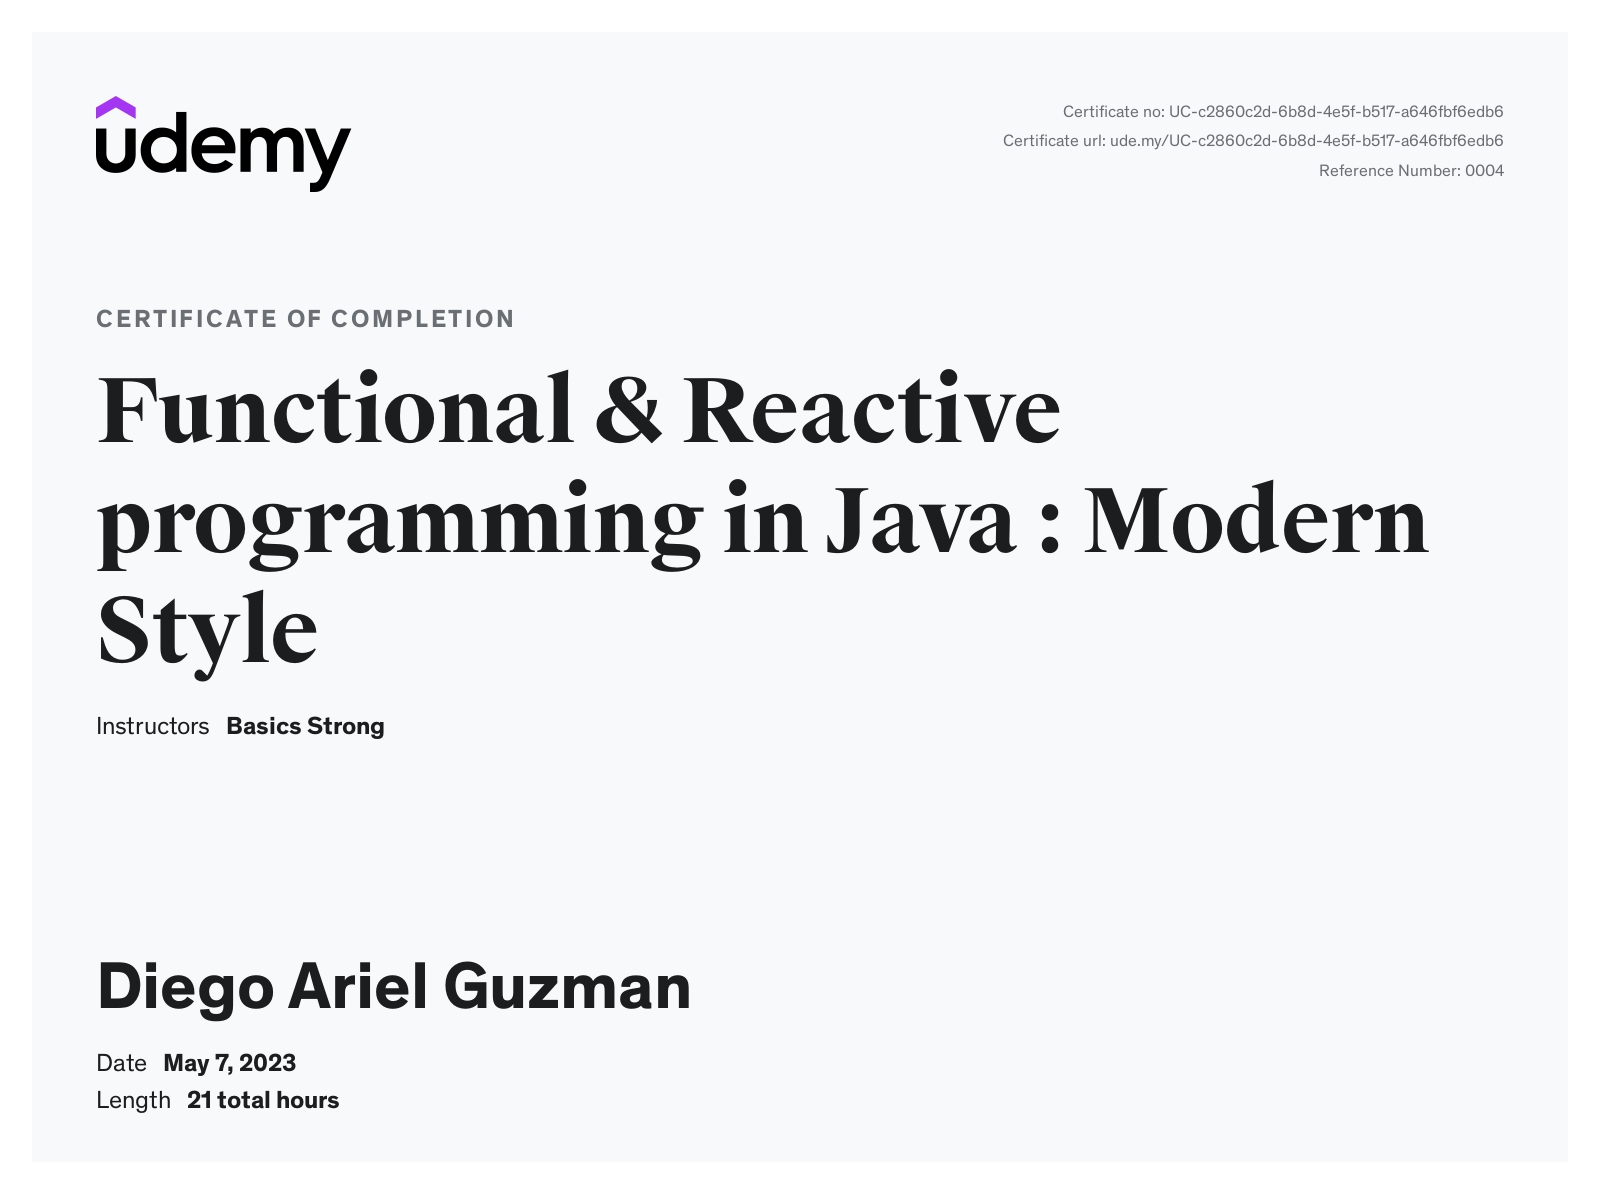 udemy
Certificate no: UC-c2860c2d-6b8d-4e5f-b517-a646fbf6edb6
Certificate url: ude.my/UC-c2860c2d-6b8d-4e5f-b517-a646fbf6edb6
Reference Number: 0004
CERTIFICATE OF COMPLETION
Functional & Reactive
programming in Java : Modern
Style
Instructors Basics Strong
Diego Ariel Guzman
Date May 7, 2023
Length 21 total hours